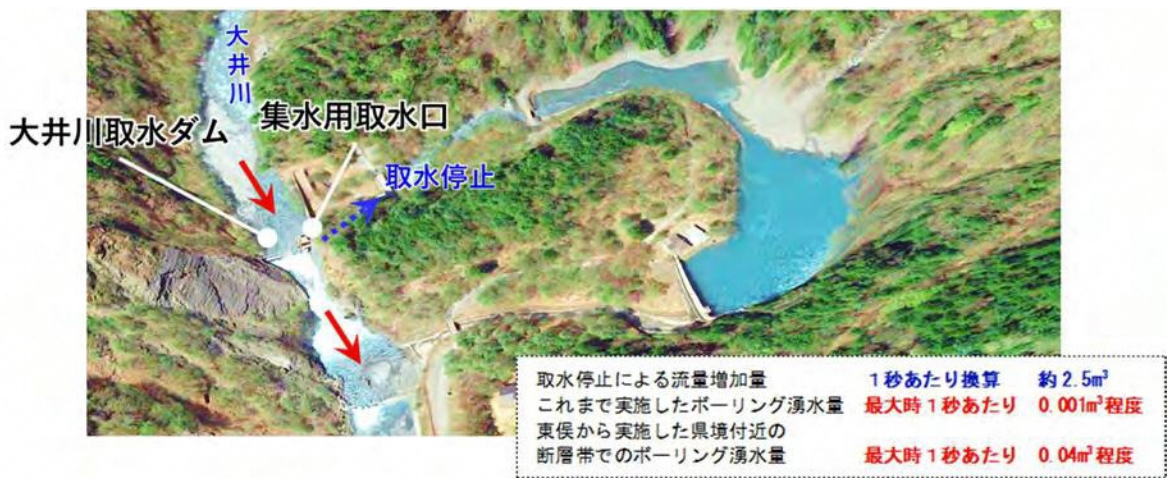 大井川
大井川取水ダム
集水用取水口
取水停止
取水停止による流量増加量 1秒あたり換算 約2.5m³
これまで実施したボーリング湧水量 最大時1秒あたり 0.001m³程度
東俣から実施した県境付近の
断層帯でのボーリング湧水量 最大時1秒あたり 0.04m³程度